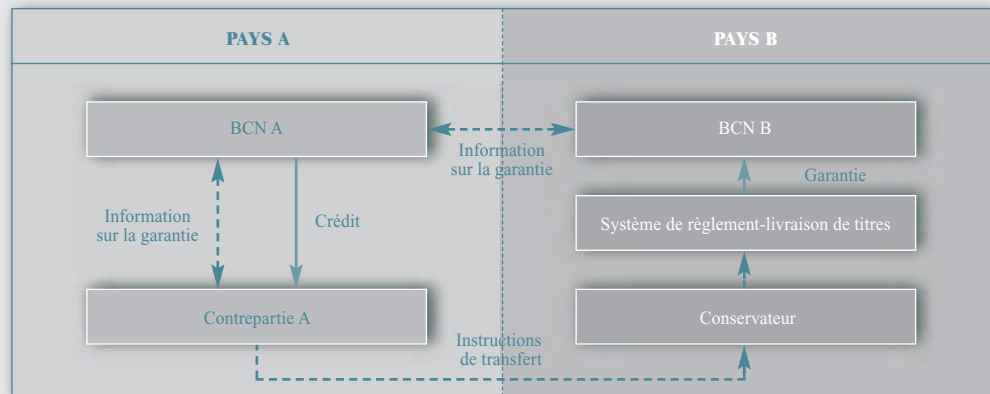 PAYS A
PAYS B
BCN A
BCN B
Information
sur la garantie
Garantie
Information
sur la garantie
Crédit
Système de règlement-livraison de titres
Contrepartie A
Conservateur
Instructions
de transfert